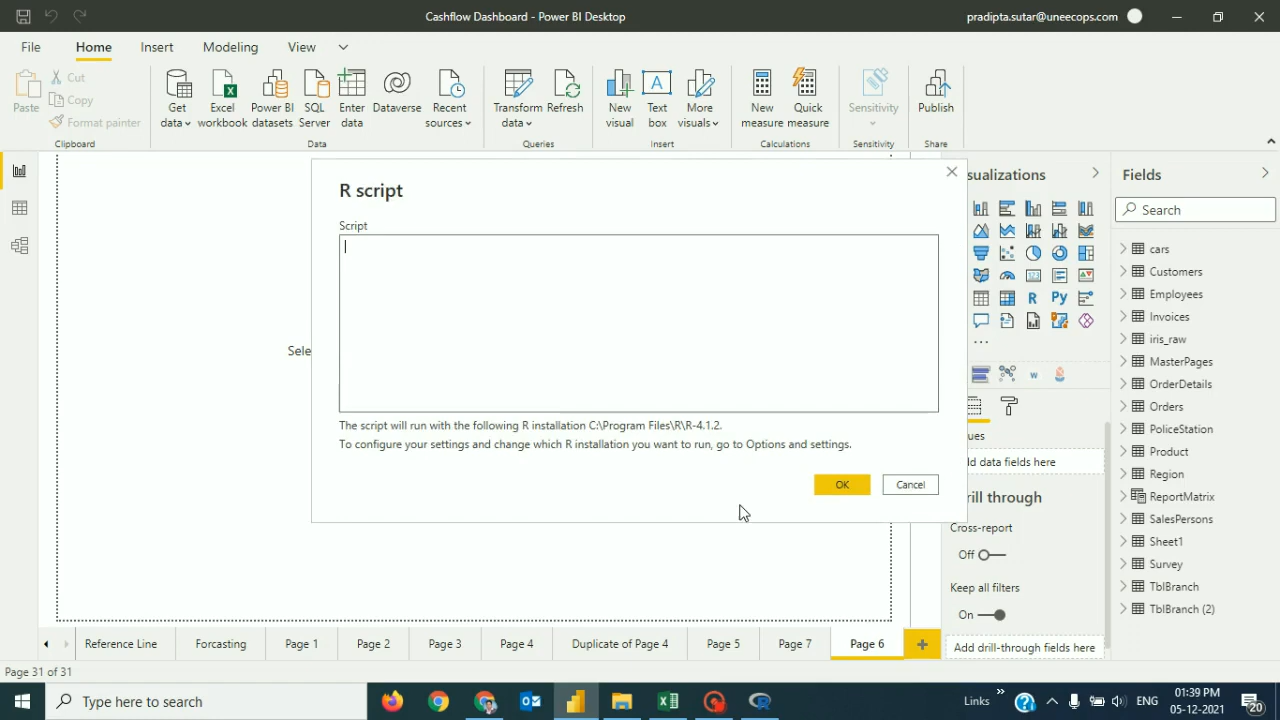 Cashflow Dashboard - Power BI Desktop
pradipta.sutar@uneecops.com
File
Home
Insert
Modeling
View
Paste
Cut
Copy
Format painter
Clipboard
Get data
Excel workbook
Power BI datasets
SQL Server
Enter data
Dataverse
Recent sources
Data
Transform data
Refresh
Queries
New visual
A
Text box
More visuals
Insert
New measure
Quick measure
Calculations
Sensitivity
Sensitivity
Publish
Share
R script
Script
The script will run with the following R installation C:\Program Files\R\R-4.1.2.
To configure your settings and change which R installation you want to run, go to Options and settings.
OK
Cancel
Sele
sualizations
R
Py
123
w
ues
ld data fields here
rill through
Cross-report
Off
Keep all filters
On
Add drill-through fields here
Fields
Search
cars
Customers
Employees
Invoices
iris_raw
MasterPages
OrderDetails
Orders
PoliceStation
Product
Region
ReportMatrix
SalesPersons
Sheet1
Survey
TblBranch
TblBranch (2)
Reference Line
Forcasting
Page 1
Page 2
Page 3
Page 4
Duplicate of Page 4
Page 5
Page 7
Page 6
Page 31 of 31
Type here to search
Links
ENG
01:39 PM
05-12-2021
20